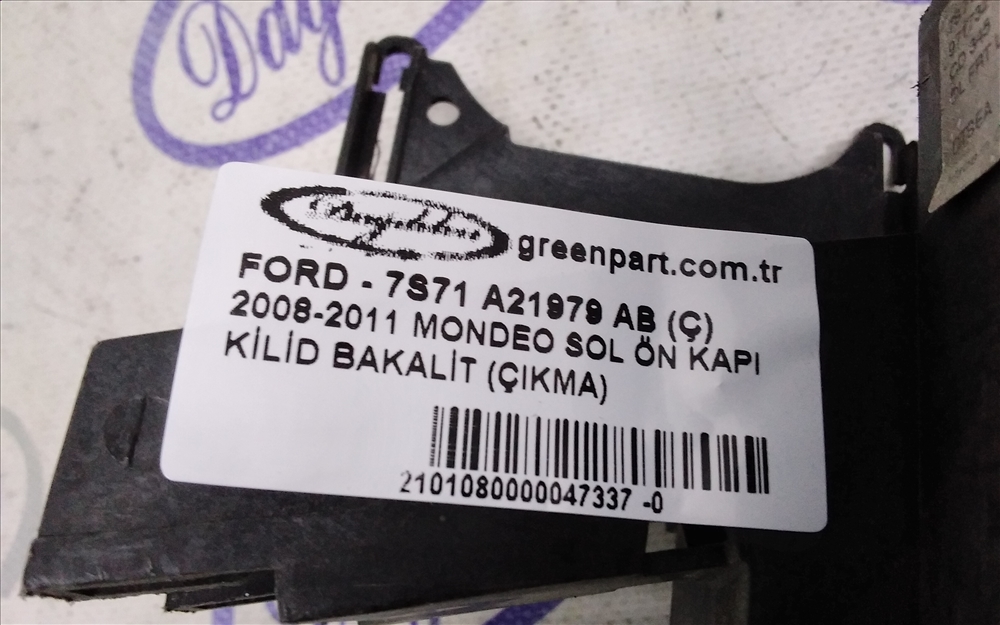 Day
greenpart.com.tr
FORD - 7S71 A21979 AB (Ç)
2008-2011 MONDEO SOL ÖN KAPI
KİLİD BAKALİT (ÇIKMA)
2101080000047337 -0